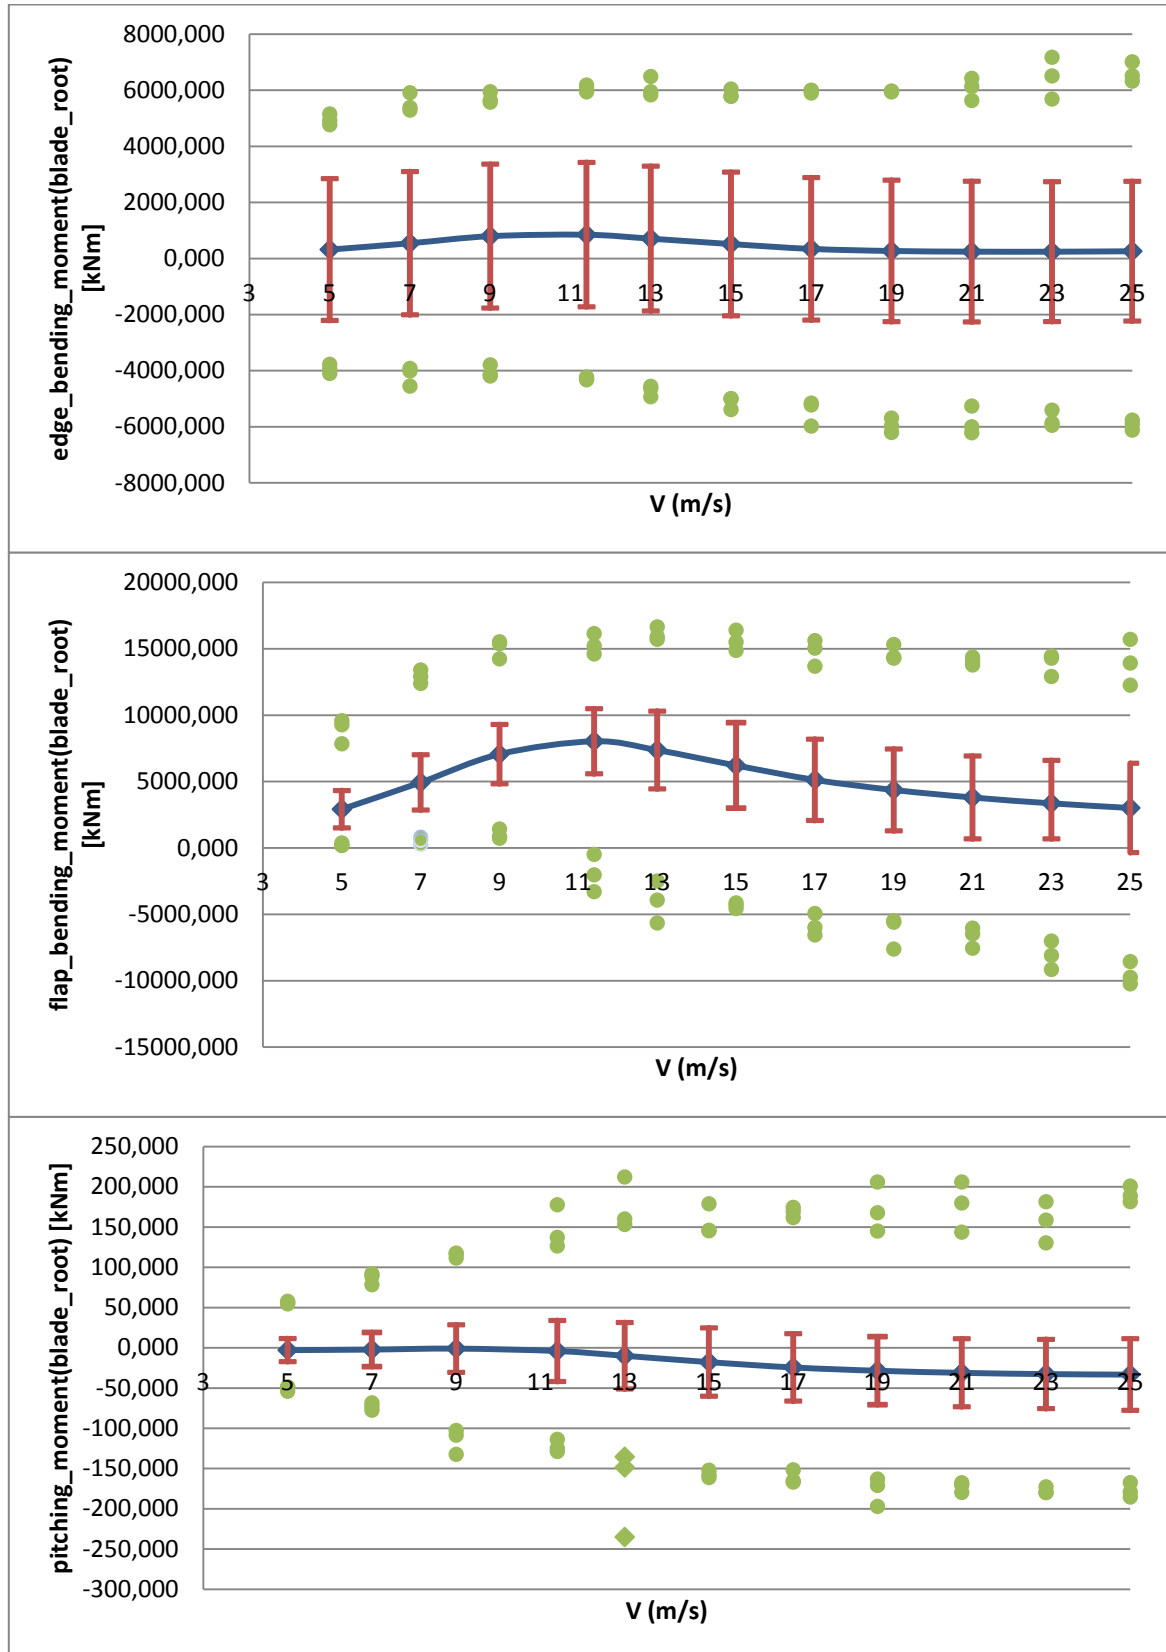 edge_bending_moment(blade_root)
[kNm]
8000,000
6000,000
4000,000
2000,000
0,000
-2000,000
-4000,000
-6000,000
-8000,000
3 5 7 9 11 13 15 17 19 21 23 25
V (m/s)
flap_bending_moment(blade_root)
[kNm]
20000,000
15000,000
10000,000
5000,000
0,000
-5000,000
-10000,000
-15000,000
3 5 7 9 11 13 15 17 19 21 23 25
V (m/s)
pitching_moment(blade_root) [kNm]
250,000
200,000
150,000
100,000
50,000
0,000
-50,000
-100,000
-150,000
-200,000
-250,000
-300,000
3 5 7 9 11 13 15 17 19 21 23 25
V (m/s)